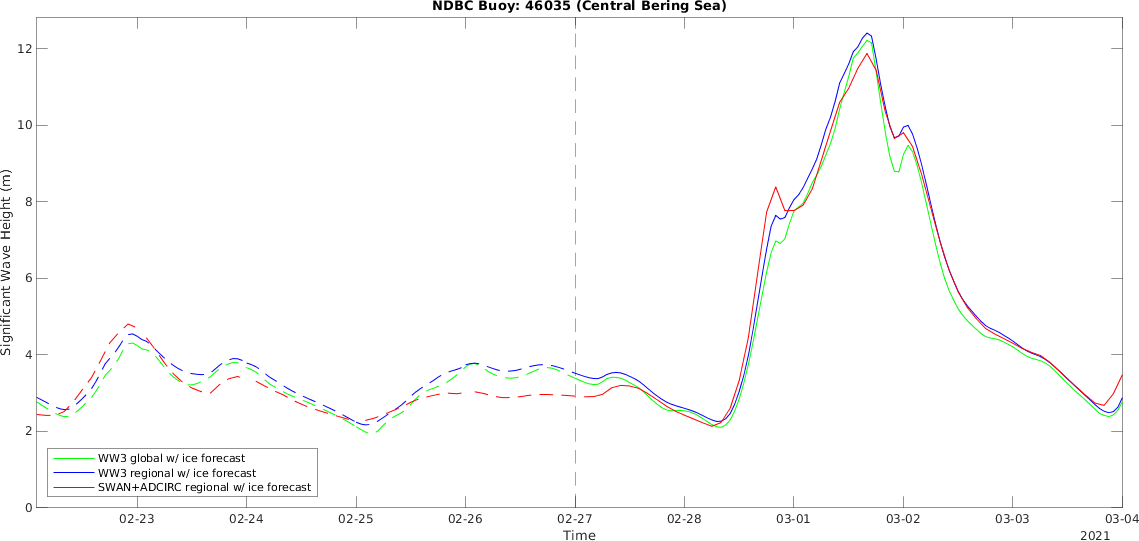 NDBC Buoy: 46035 (Central Bering Sea)
Significant Wave Height (m)
12
10
8
6
4
2
0
WW3 global w/ ice forecast
WW3 regional w/ ice forecast
SWAN+ADCIRC regional w/ ice forecast
02-23 02-24 02-25 02-26 02-27 02-28 03-01 03-02 03-03 03-04
Time
2021